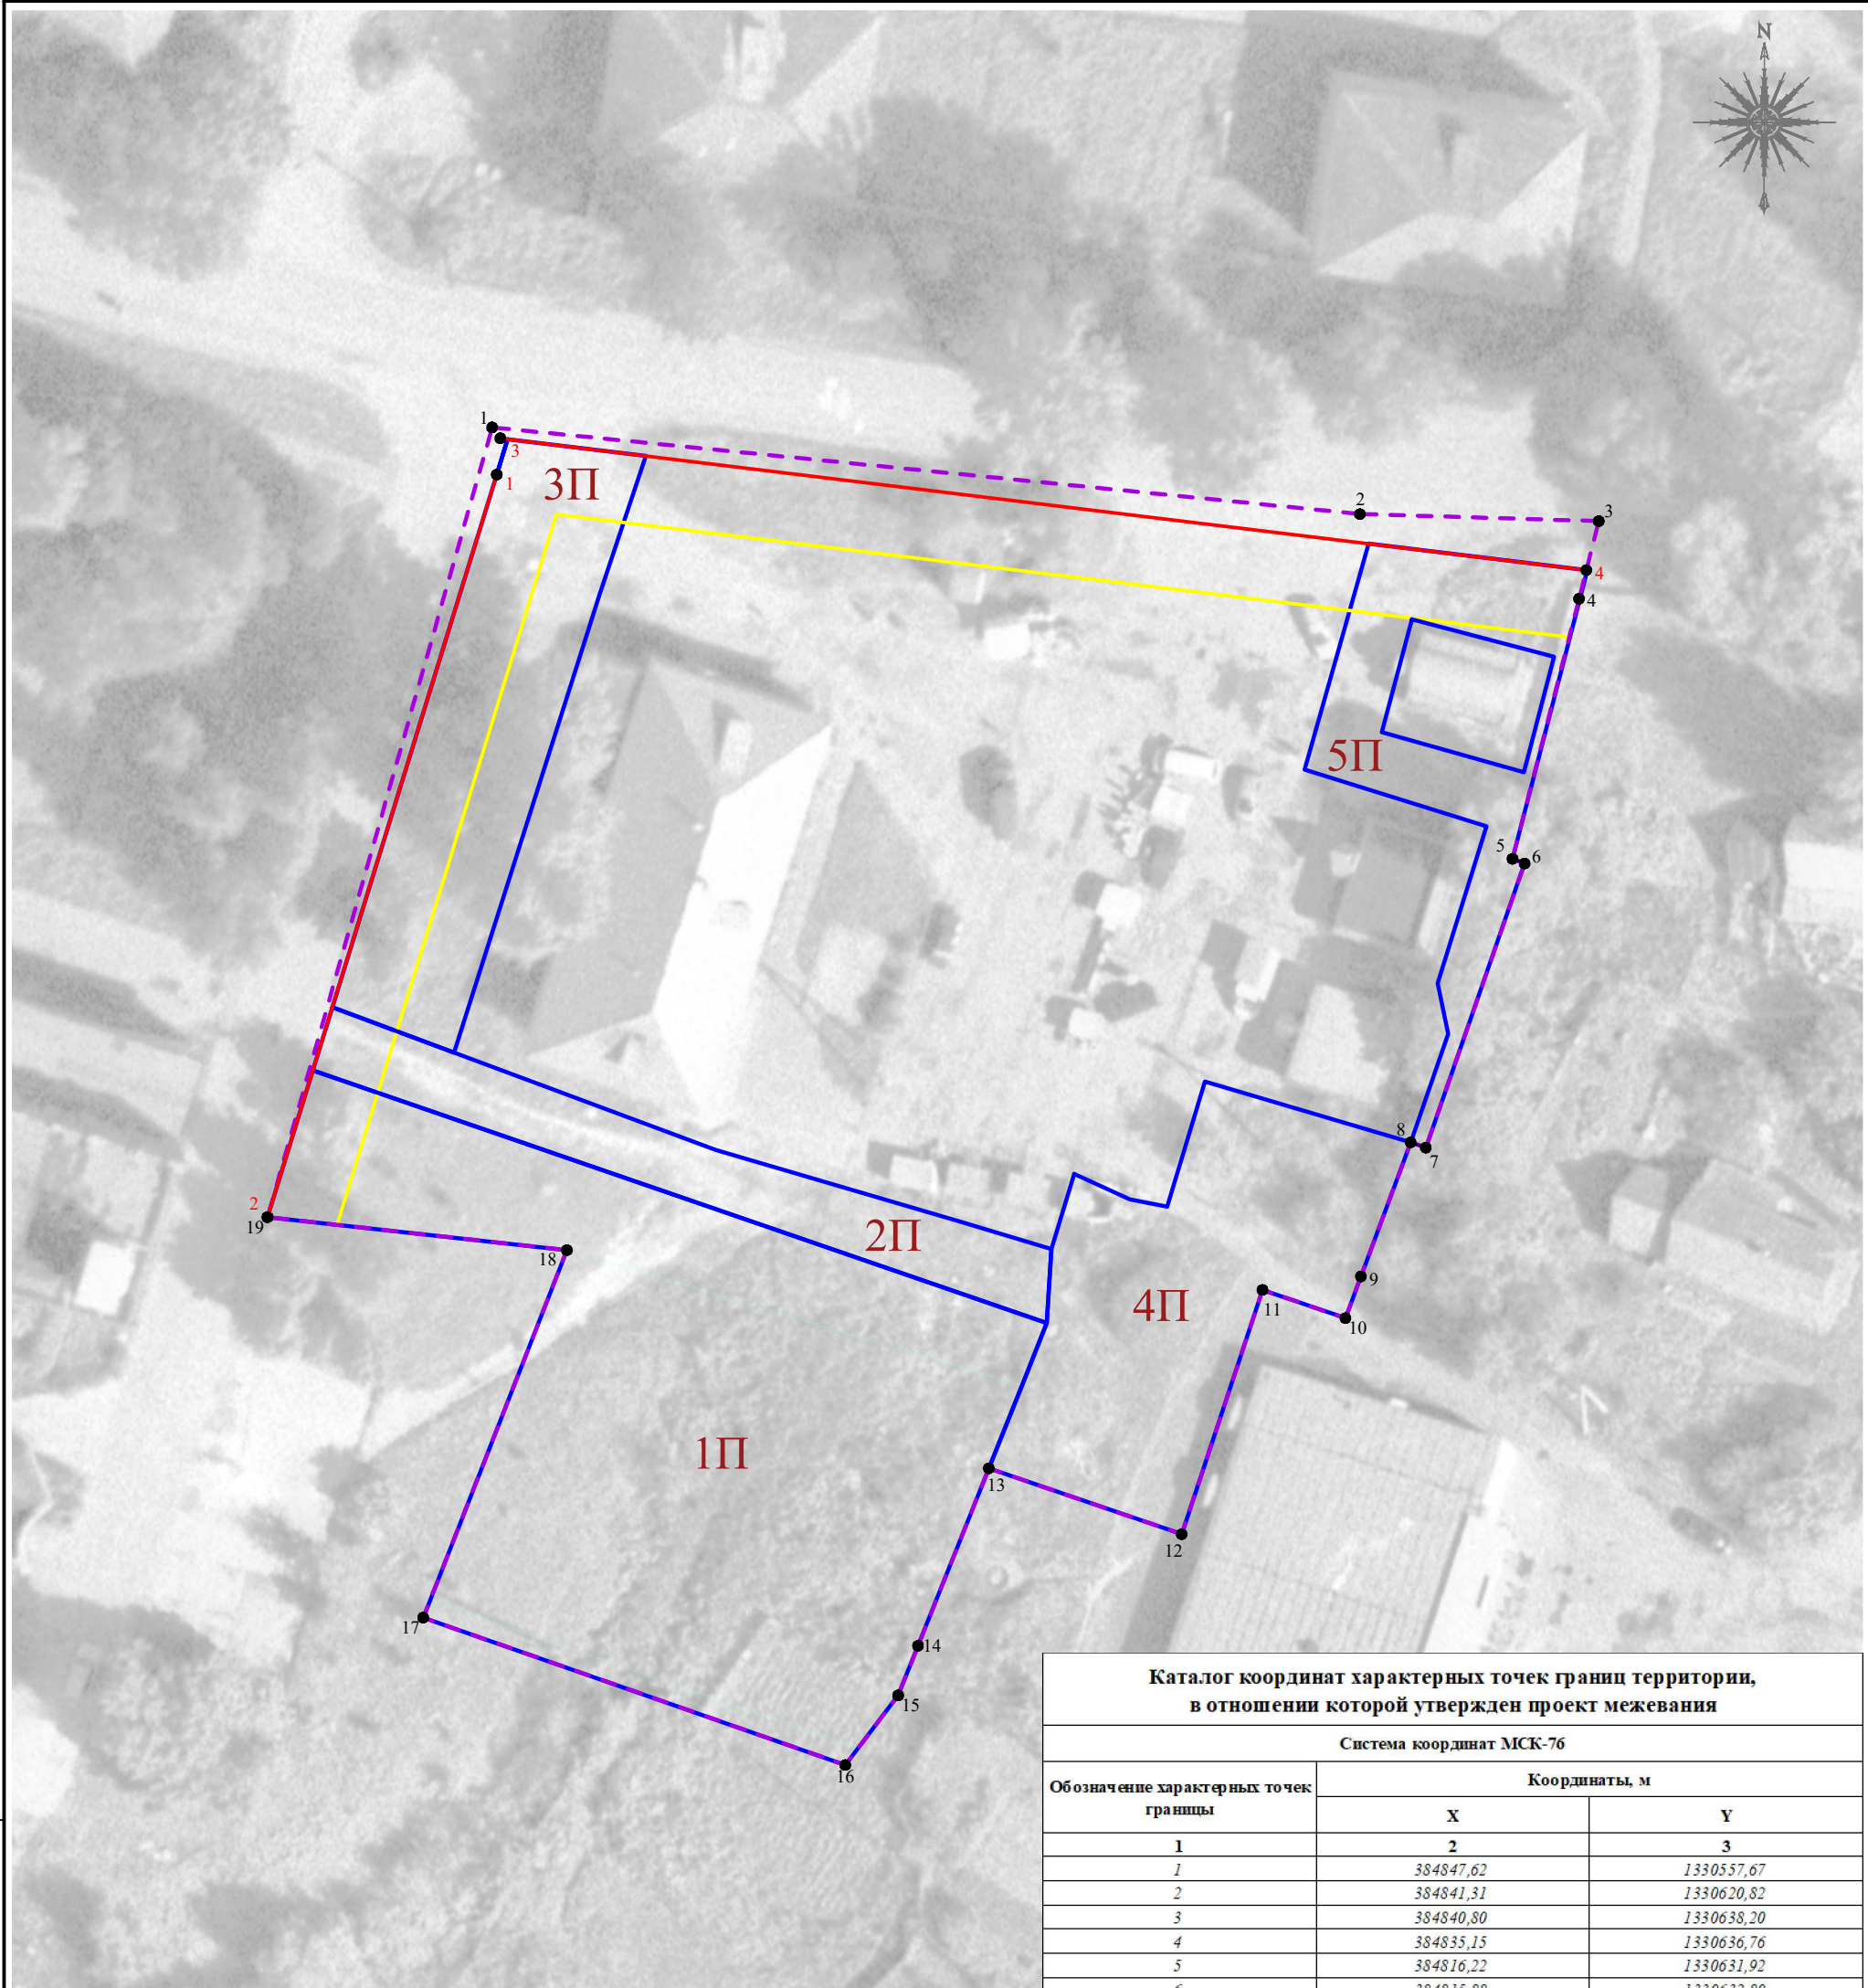 N
1
3
1
3П
2
3
4
4
5П
5
6
8
7
2
19
18
2П
9
4П
11
10
1П
13
12
17
14
15
16
Каталог координат характерных точек границ территории,
в отношении которой утвержден проект межевания
Система координат МСК-76
Обозначение характерных точек границы
Координаты, м
X
Y
1 2 3
1 384847,62 1330557,67
2 384841,31 1330620,82
3 384840,80 1330638,20
4 384835,15 1330636,76
5 384816,22 1330631,92